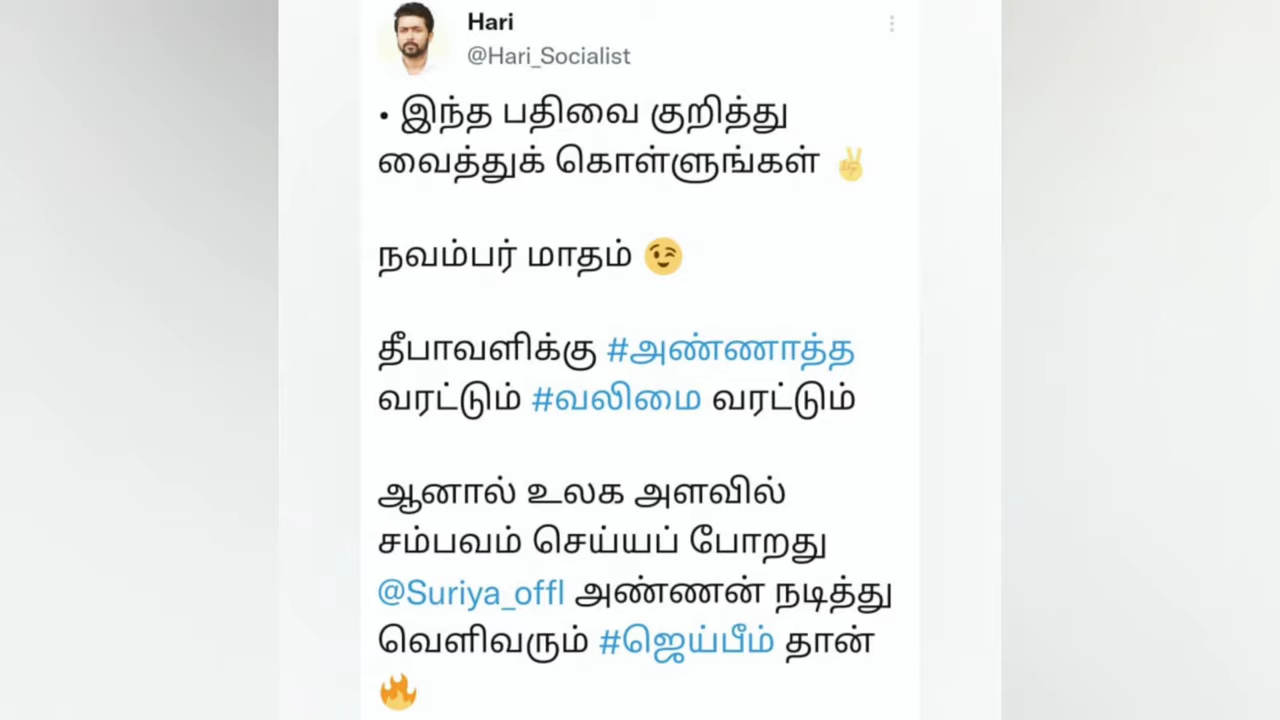 Hari
@Hari_Socialist
• இந்த பதிவை குறித்து
வைத்துக் கொள்ளுங்கள் ✌
நவம்பர் மாதம் 😉
தீபாவளிக்கு #அண்ணாத்த
வரட்டும் #வலிமை வரட்டும்
ஆனால் உலக அளவில்
சம்பவம் செய்யப் போறது
@Suriya_offl அண்ணன் நடித்து
வெளிவரும் #ஜெய்பீம் தான்
🔥